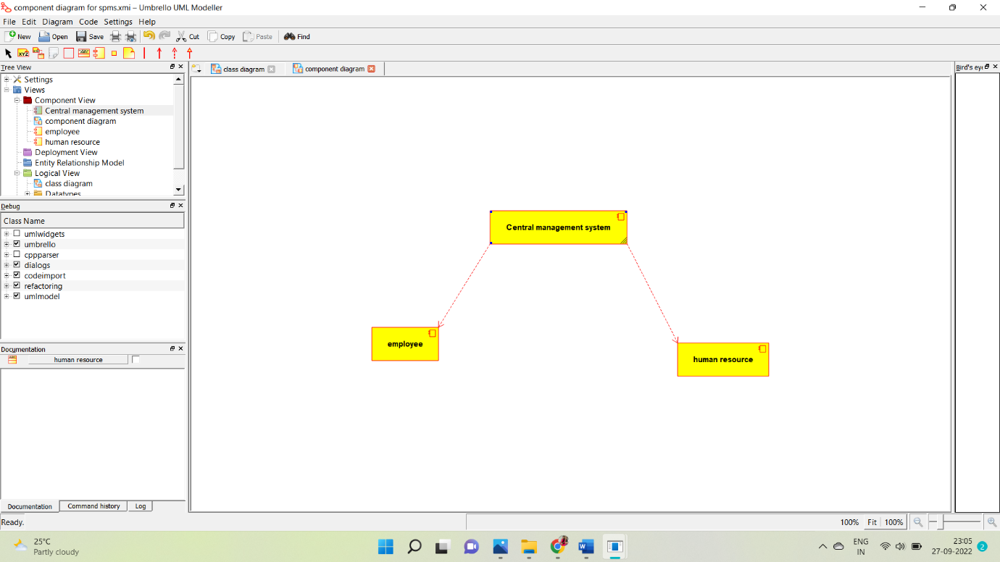 component diagram for spms.xmi – Umbrello UML Modeller
File Edit Diagram Code Settings Help
New Open Save Cut Copy Paste Find
XYZ
Tree View
Settings
Views
Component View
Central management system
component diagram
employee
human resource
Deployment View
Entity Relationship Model
Logical View
class diagram
Datatypes
Debug
Class Name
umlwidgets
umbrello
cppparser
dialogs
codeimport
refactoring
umlmodel
Documentation
human resource
Documentation Command history Log
class diagram component diagram
Central management system
employee
human resource
Bird's eye
Ready.
100% Fit 100%
25°C
Partly cloudy
ENG
IN
23:05
27-09-2022
2